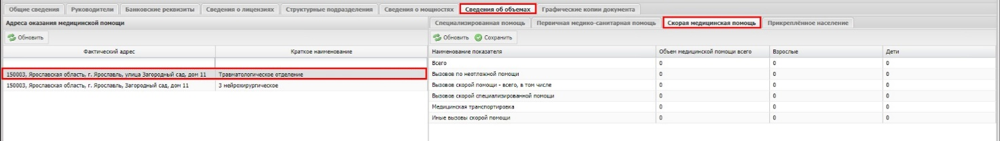 Общие сведения Руководители Банковские реквизиты Сведения о лицензиях Структурные подразделения Сведения о мощностях Сведения об объемах Графические копии документа
Адреса оказания медицинской помощи
Обновить
Фактический адрес Краткое наименование
150003, Ярославская область, г. Ярославль, улица Загородный сад, дом 11 Травматологическое отделение
150003, Ярославская область, г. Ярославль, Загородный сад, дом 11 3 нейрохирургическое
Специализированная помощь Первичная медико-санитарная помощь Скорая медицинская помощь Прикреплённое население
Обновить Сохранить
Наименование показателя Объем медицинской помощи всего Взрослые Дети
Всего 0 0 0
Вызовов по неотложной помощи 0 0 0
Вызовов скорой помощи - всего, в том числе 0 0 0
Вызовов скорой специализированной помощи 0 0 0
Медицинская транспортировка 0 0 0
Иные вызовы скорой помощи 0 0 0